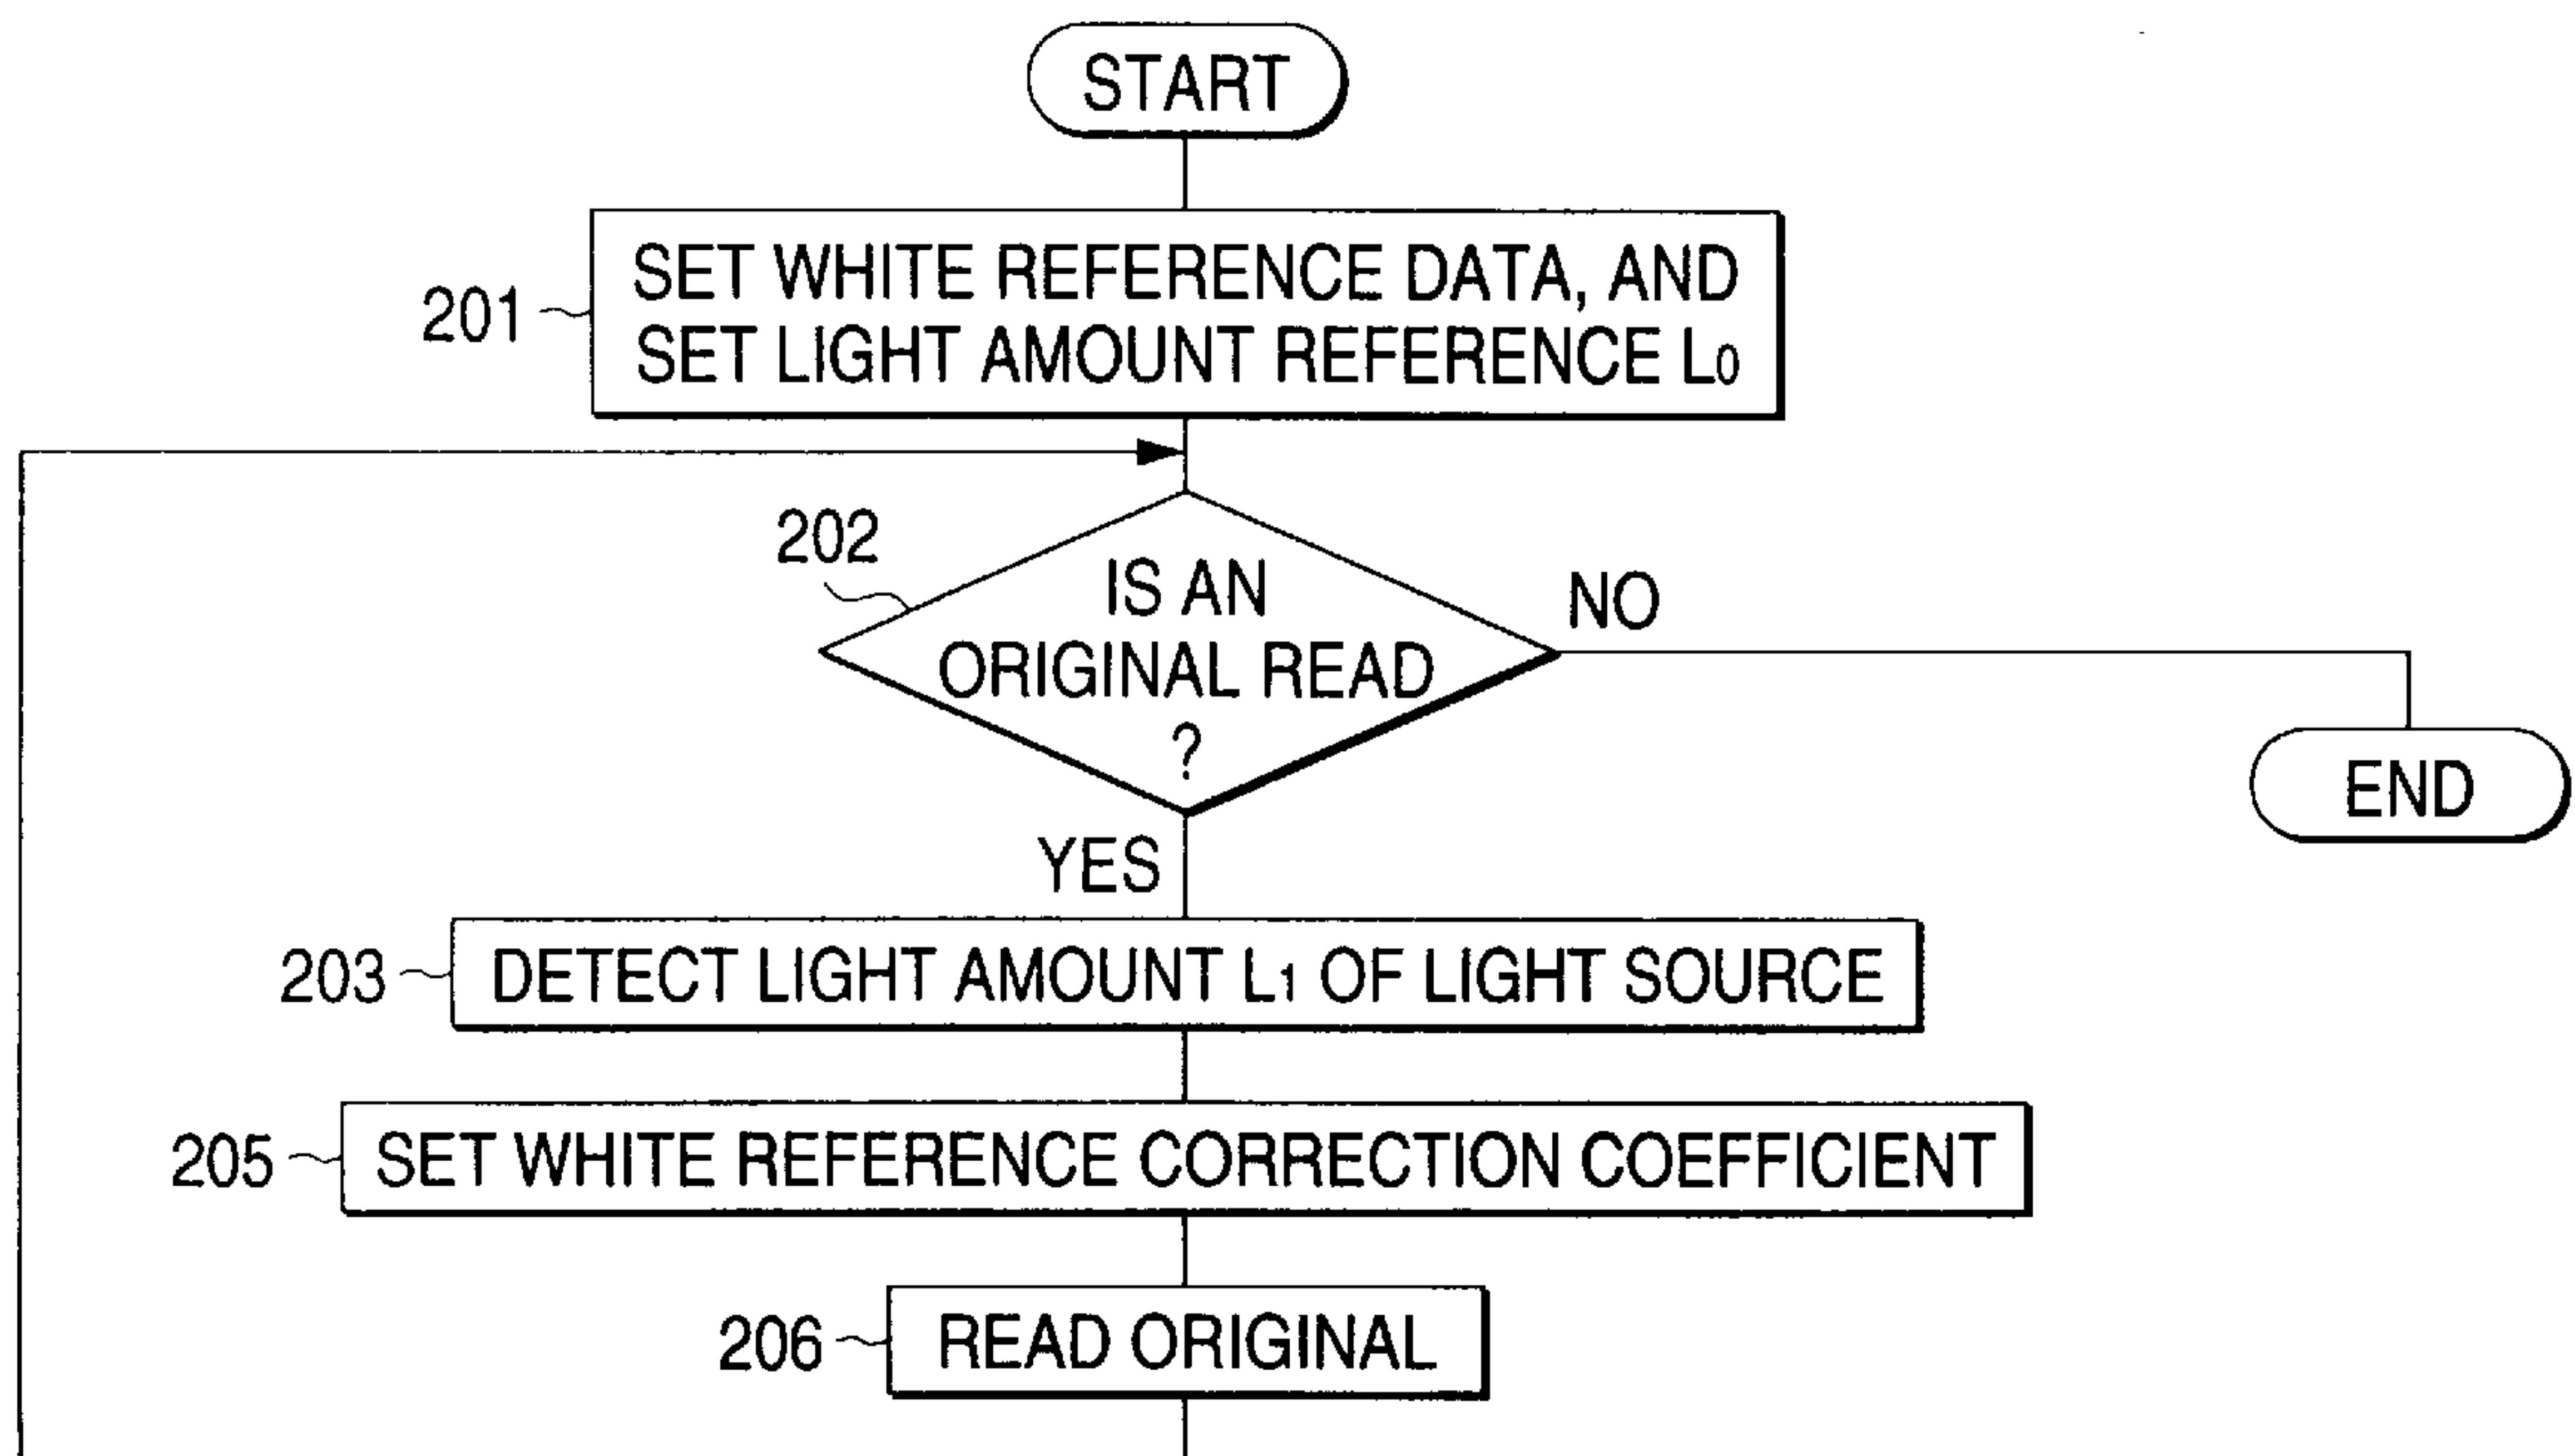 START
201
SET WHITE REFERENCE DATA, AND
SET LIGHT AMOUNT REFERENCE L0
202
IS AN
ORIGINAL READ
?
NO
END
YES
203
DETECT LIGHT AMOUNT L1 OF LIGHT SOURCE
205
SET WHITE REFERENCE CORRECTION COEFFICIENT
206
READ ORIGINAL